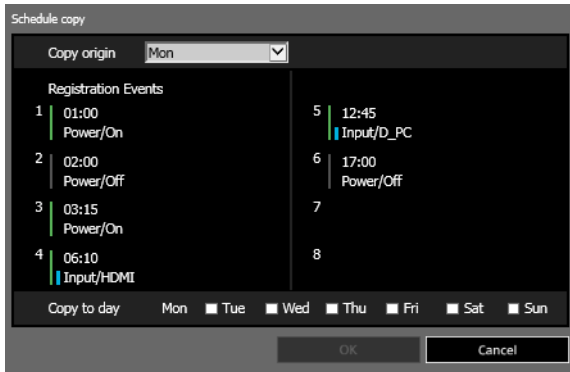 Schedule copy
Copy origin Mon
Registration Events
1 01:00
Power/On
2 02:00
Power/Off
3 03:15
Power/On
4 06:10
Input/HDMI
5 12:45
Input/D_PC
6 17:00
Power/Off
7
8
Copy to day Mon Tue Wed Thu Fri Sat Sun
OK Cancel